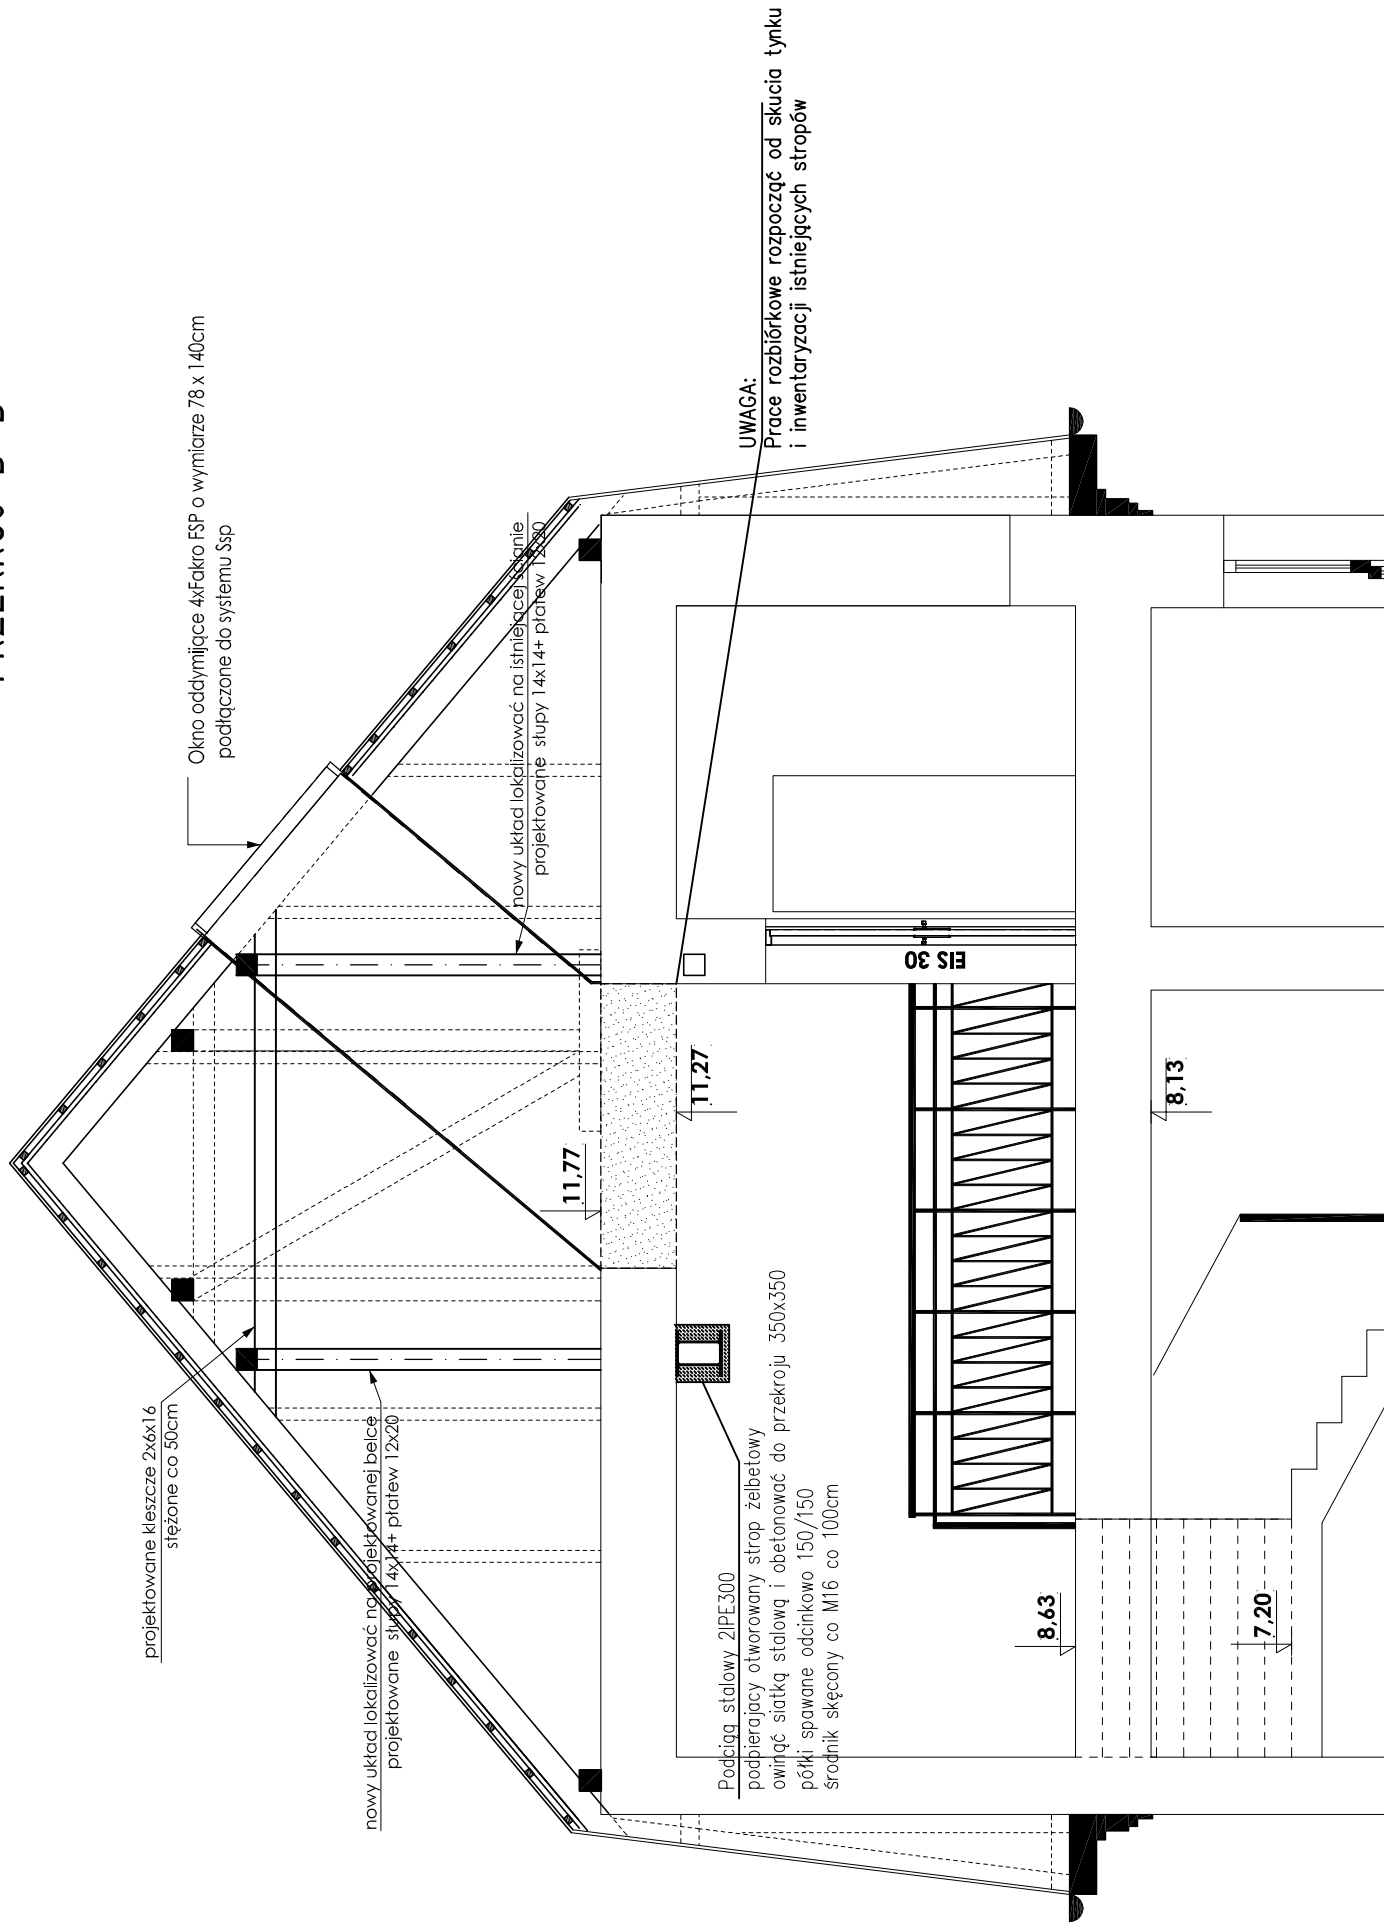 Okno oddymijące 4xFakro FSP o wymiarze 78 x 140cm
podłączone do systemu Ssp
projektowane kleszcze 2x6x16
stężone co 50cm
nowy układ lokalizować na projektowanej belce
projektowane słupy 14x14+ płatew 12x20
nowy układ lokalizować na istniejącej ścianie
projektowane słupy 14x14+ płatew 12x20
UWAGA:
Prace rozbiórkowe rozpocząć od skucia tynku
i inwentaryzacji istniejących stropów
11,77
11,27
Podciąg stalowy 2IPE300
podpierajacy otworowany strop żelbetowy
owinąć siatką stalową i obetonować do przekroju 350x350
półki spawane odcinkowo 150/150
środnik skęcony co M16 co 100cm
EIS 30
8,63
8,13
7,20